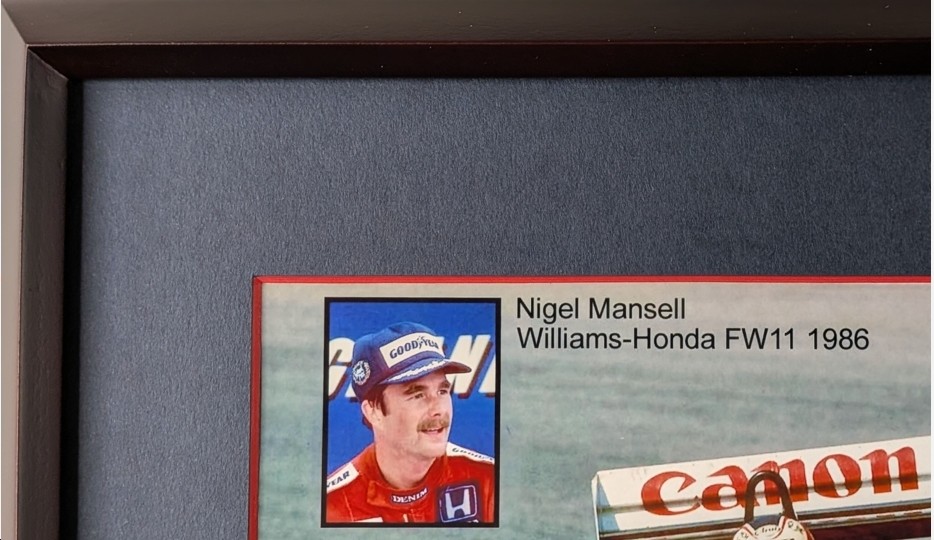 Nigel Mansell
Williams-Honda FW11 1986
GOODYEAR
DENIM
Canon